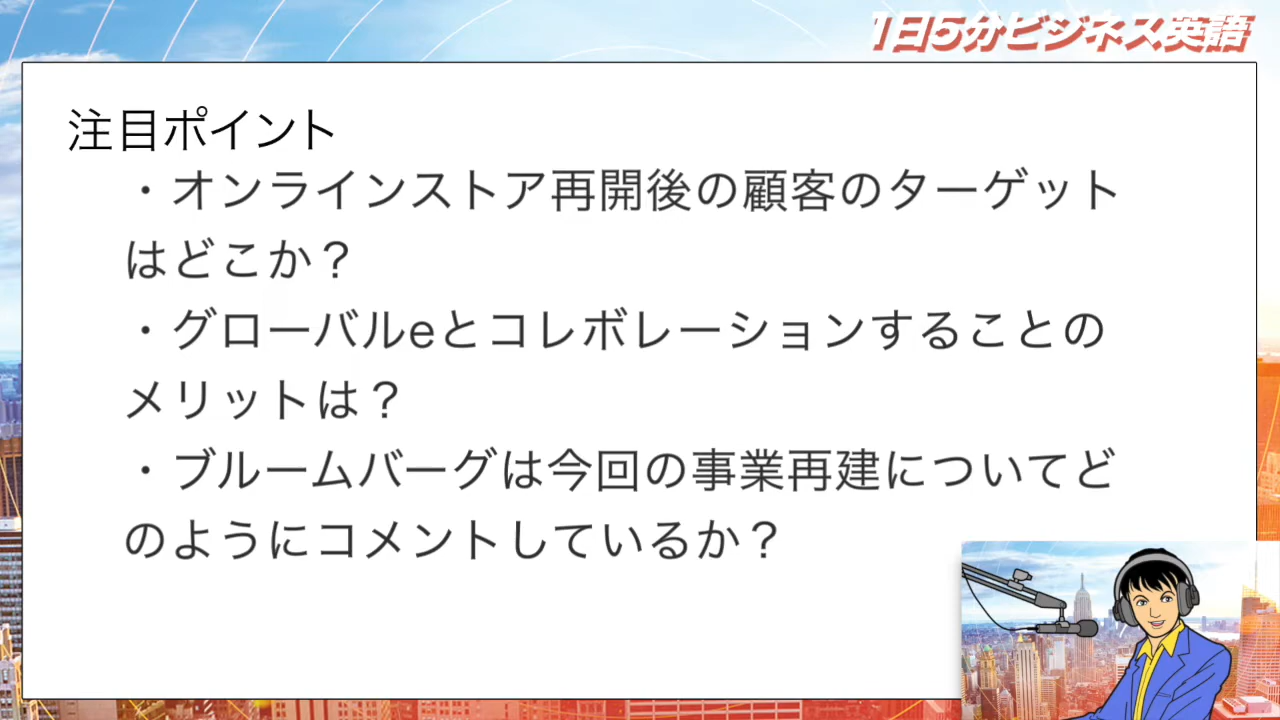 1日5分ビジネス英語
注目ポイント
・オンラインストア再開後の顧客のターゲット
はどこか？
・グローバルeとコレボレーションすることの
メリットは？
・ブルームバーグは今回の事業再建についてど
のようにコメントしているか？